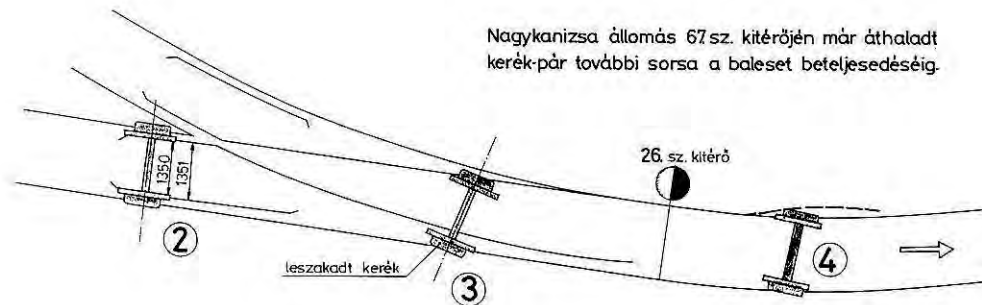 Nagykanizsa állomás 67.sz. kitérőjén már áthaladt
kerék-pár további sorsa a baleset beteljesedéséig.
26. sz. kitérő
1350
1351
2
leszakadt kerék
3
4